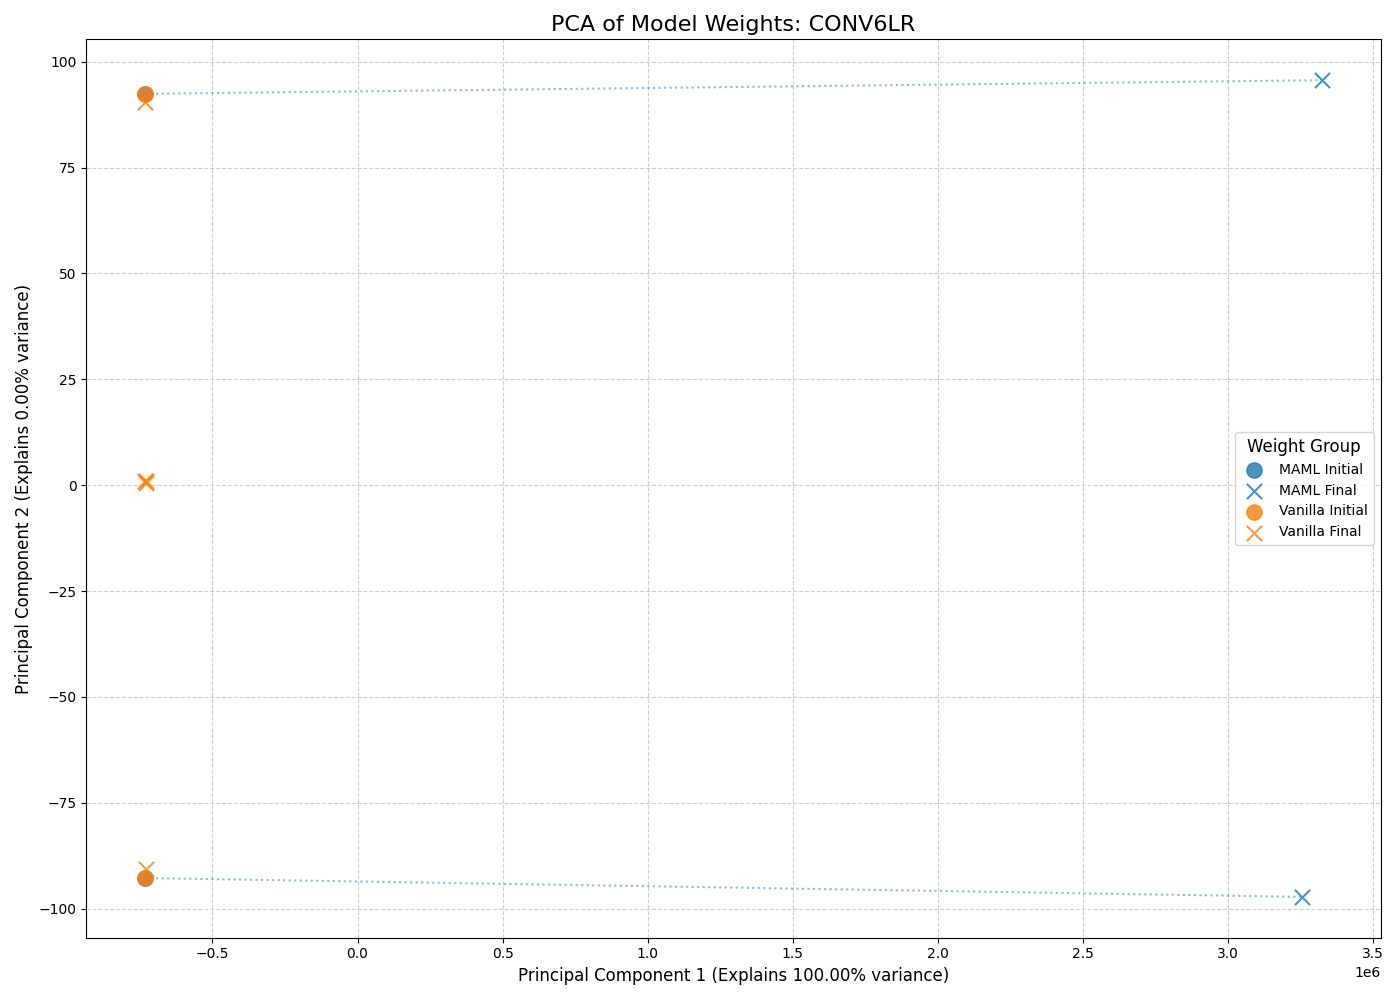 PCA of Model Weights: CONV6LR
Principal Component 2 (Explains 0.00% variance)
100
75
50
25
0
−25
−50
−75
−100
Weight Group
MAML Initial
MAML Final
Vanilla Initial
Vanilla Final
−0.5 0.0 0.5 1.0 1.5 2.0 2.5 3.0 3.5
1e6
Principal Component 1 (Explains 100.00% variance)